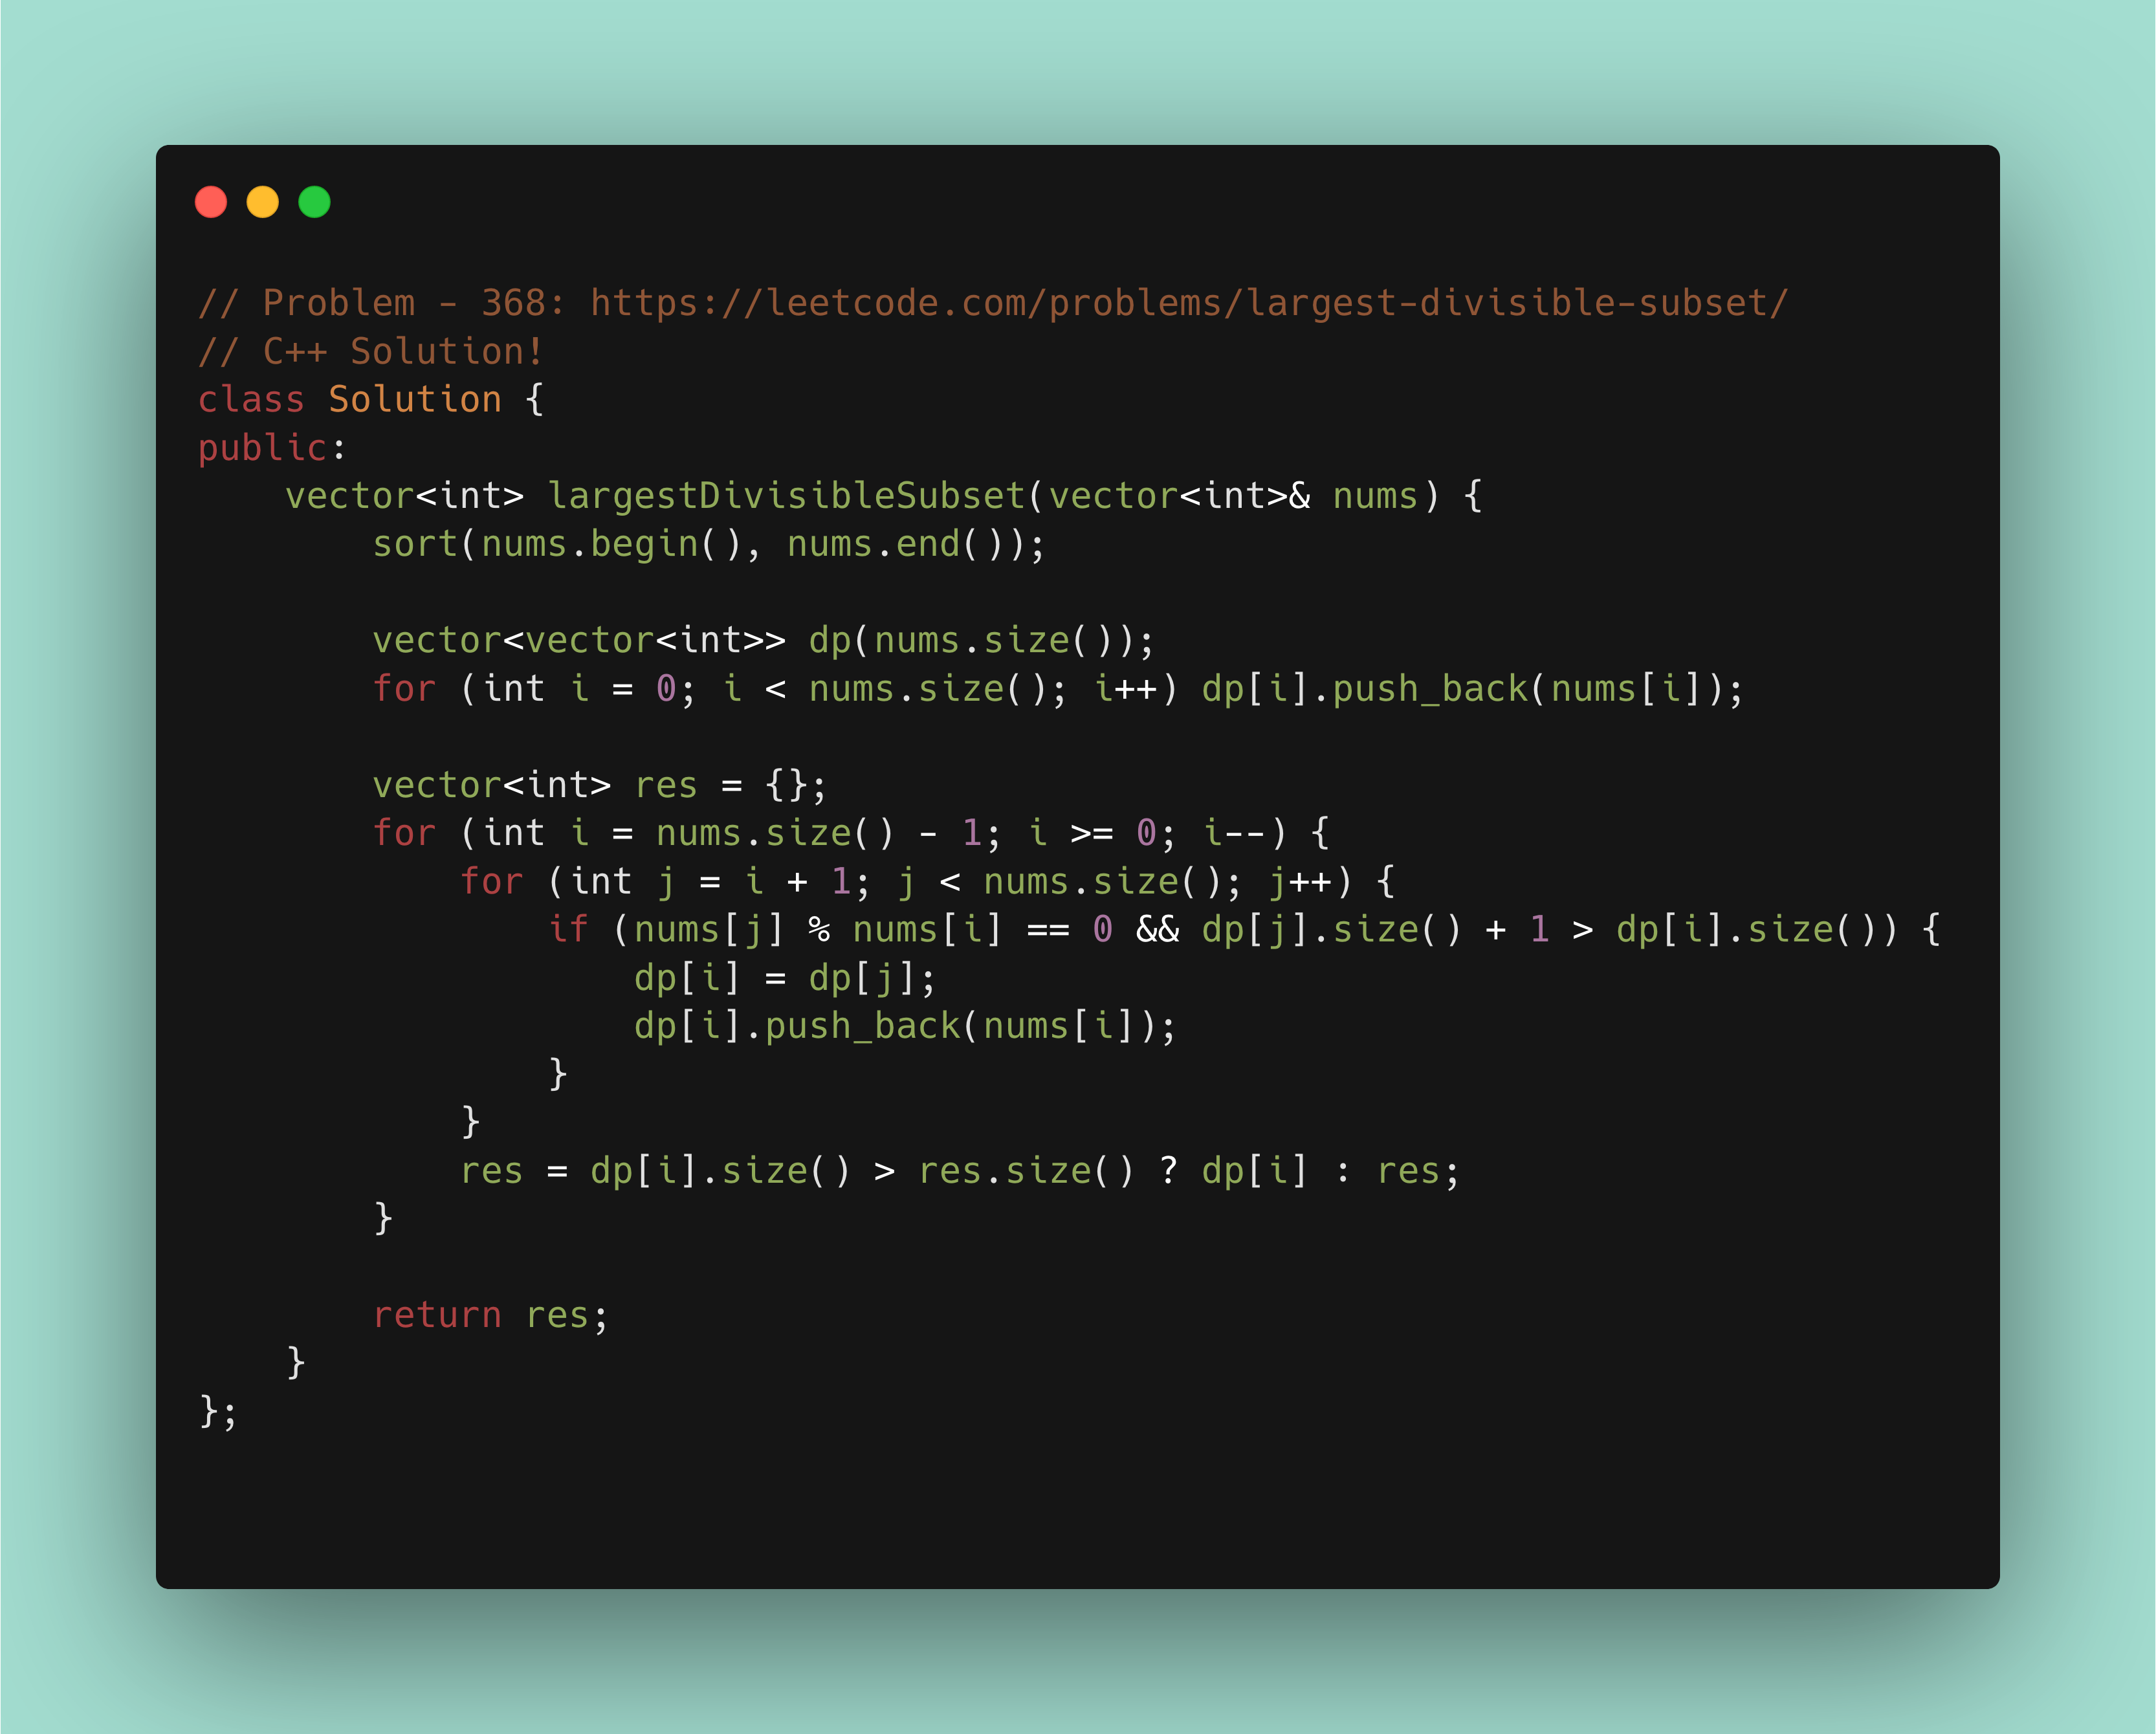 // Problem - 368: https://leetcode.com/problems/largest-divisible-subset/
// C++ Solution!
class Solution {
public:
    vector<int> largestDivisibleSubset(vector<int>& nums) {
        sort(nums.begin(), nums.end());
        vector<vector<int>> dp(nums.size());
        for (int i = 0; i < nums.size(); i++) dp[i].push_back(nums[i]);
        vector<int> res = {};
        for (int i = nums.size() - 1; i >= 0; i--) {
            for (int j = i + 1; j < nums.size(); j++) {
                if (nums[j] % nums[i] == 0 && dp[j].size() + 1 > dp[i].size()) {
                    dp[i] = dp[j];
                    dp[i].push_back(nums[i]);
                }
            }
            res = dp[i].size() > res.size() ? dp[i] : res;
        }
        return res;
    }
};